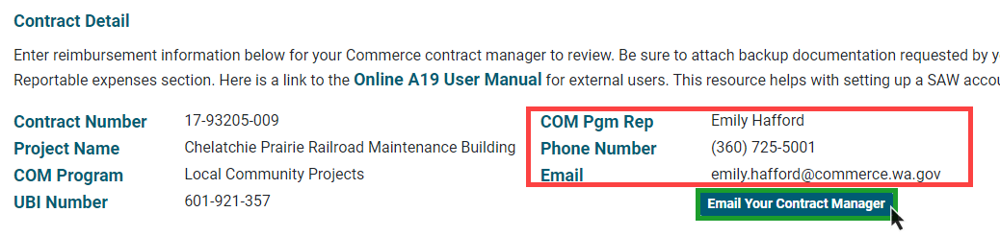 Contract Detail
Enter reimbursement information below for your Commerce contract manager to review. Be sure to attach backup documentation requested by
Reportable expenses section. Here is a link to the Online A19 User Manual for external users. This resource helps with setting up a SAW
Contract Number 17-93205-009 COM Pgm Rep Emily Hafford
Project Name Chelatchie Prairie Railroad Maintenance Building Phone Number (360) 725-5001
COM Program Local Community Projects Email emily.hafford@commerce.wa.gov
UBI Number 601-921-357 Email Your Contract Manager